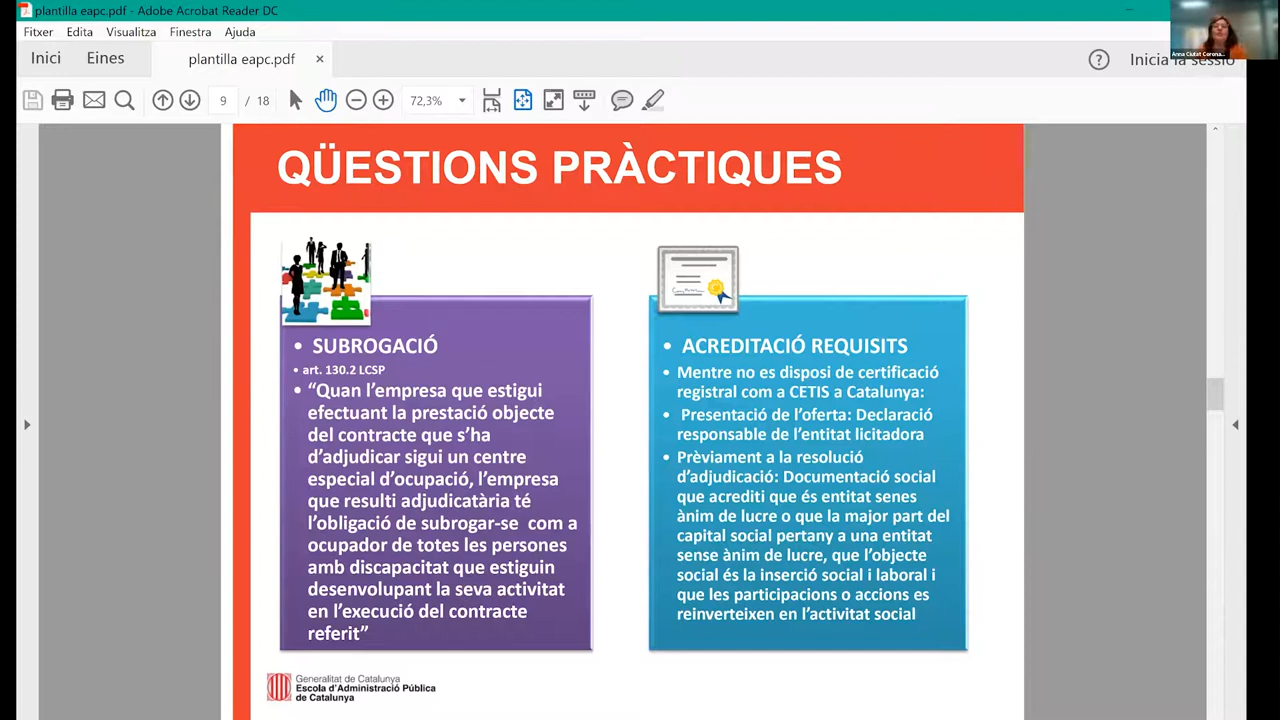 plantilla eapc.pdf - Adobe Acrobat Reader DC
Fitxer Edita Visualitza Finestra Ajuda
Inici Eines plantilla eapc.pdf × ? Inicia la sessió
9 / 18 72,3%
QÜESTIONS PRÀCTIQUES
• SUBROGACIÓ
• art. 130.2 LCSP
• “Quan l’empresa que estigui
efectuant la prestació objecte
del contracte que s’ha
d’adjudicar sigui un centre
especial d’ocupació, l’empresa
que resulti adjudicatària té
l’obligació de subrogar-se com a
ocupador de totes les persones
amb discapacitat que estiguin
desenvolupant la seva activitat
en l’execució del contracte
referit”
• ACREDITACIÓ REQUISITS
• Mentre no es disposi de certificació
registral com a CETIS a Catalunya:
• Presentació de l’oferta: Declaració
responsable de l’entitat licitadora
• Prèviament a la resolució
d’adjudicació: Documentació social
que acrediti que és entitat senes
ànim de lucre o que la major part del
capital social pertany a una entitat
sense ànim de lucre, que l’objecte
social és la inserció social i laboral i
que les participacions o accions es
reinverteixen en l’activitat social
Generalitat de Catalunya
Escola d’Administració Pública
de Catalunya
Anna Ciutat Corona...